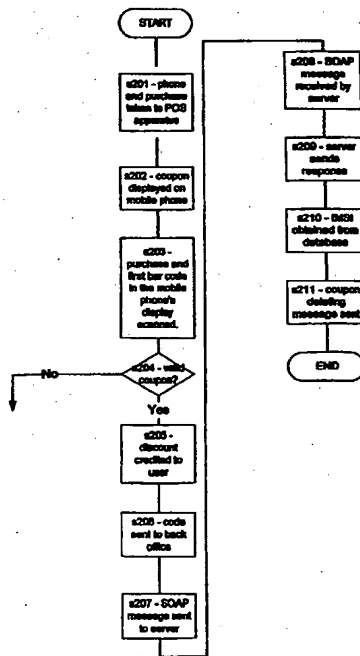 START
s201 - phone
and purchase
taken to POS
apparatus
s202 - coupon
displayed on
mobile phone
s203 -
purchase and
first bar code
in the mobile
phone's
display
scanned.
s204 - valid
coupon?
No
Yes
s205 -
discount
credited to
user
s206 - code
sent to back
office
s207 - SOAP
message sent
to server
s208 - SOAP
message
received by
server
s209 - server
sends
response
s210 - IMSI
obtained from
database
s211 - coupon
deleting
message sent
END